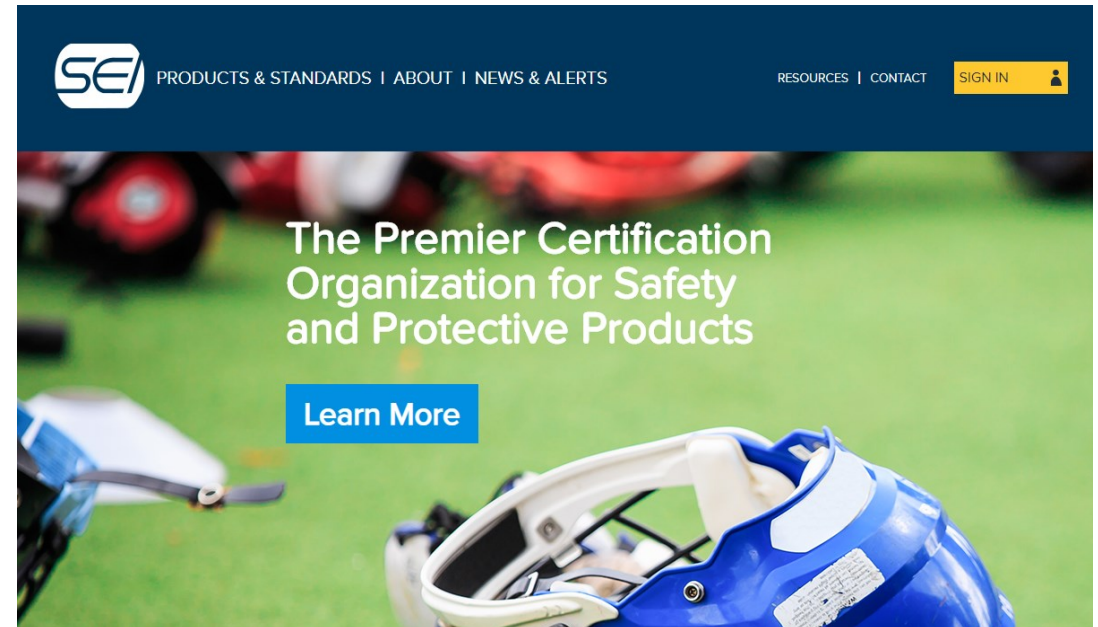 SEI
PRODUCTS & STANDARDS | ABOUT | NEWS & ALERTS
RESOURCES | CONTACT
SIGN IN
The Premier Certification
Organization for Safety
and Protective Products
Learn More